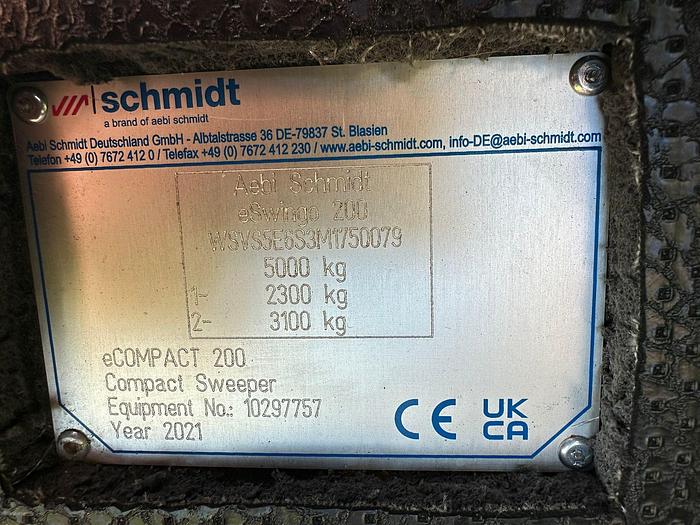 schmidt
a brand of aebi schmidt
Aebi Schmidt Deutschland GmbH - Albtalstrasse 36 DE-79837 St. Blasien
Telefon +49 (0) 7672 412 0 / Telefax +49 (0) 7672 412 230 / www.aebi-schmidt.com, info-DE@aebi-schmidt.com
Aebi Schmidt
eSwingo 200
WSVS5E6S3M1750079
5000 kg
1- 2300 kg
2- 3100 kg
eCOMPACT 200
Compact Sweeper
Equipment No.: 10297757
Year 2021
CE UK
CA